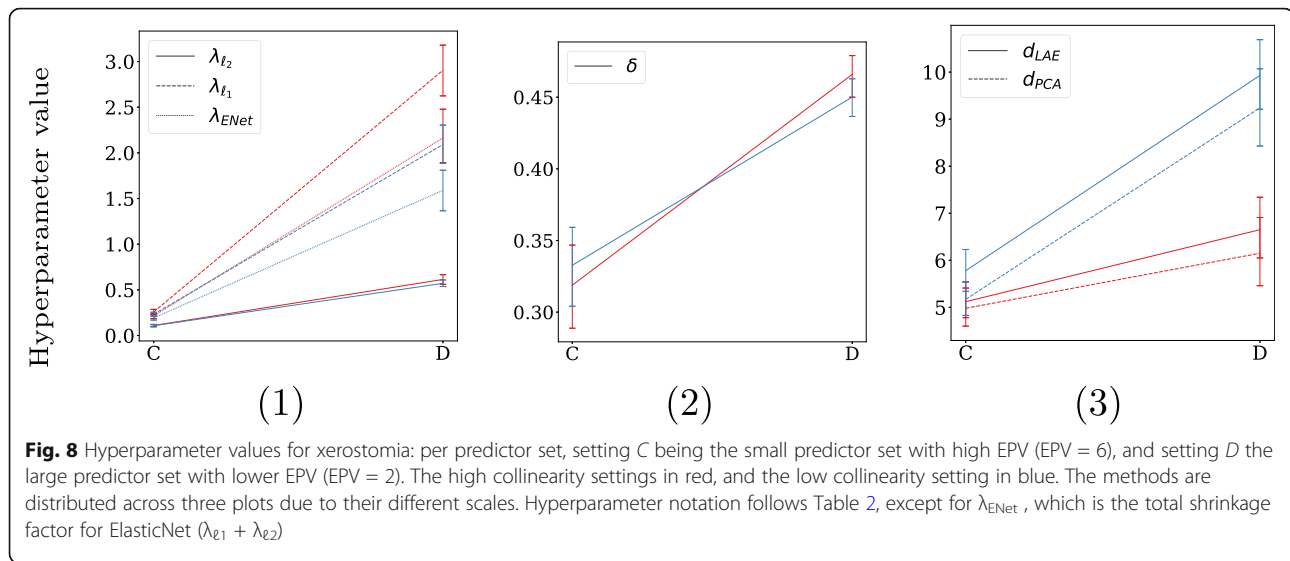 Hyperparameter value
3.0
2.5
2.0
1.5
1.0
0.5
0.0
λℓ2
λℓ1
λENet
C D
(1)
0.45
0.40
0.35
0.30
δ
C D
(2)
10
9
8
7
6
5
dLAE
dPCA
C D
(3)
Fig. 8 Hyperparameter values for xerostomia: per predictor set, setting C being the small predictor set with high EPV (EPV = 6), and setting D the
large predictor set with lower EPV (EPV = 2). The high collinearity settings in red, and the low collinearity setting in blue. The methods are
distributed across three plots due to their different scales. Hyperparameter notation follows Table 2, except for λENet , which is the total shrinkage
factor for ElasticNet (λℓ1 + λℓ2)